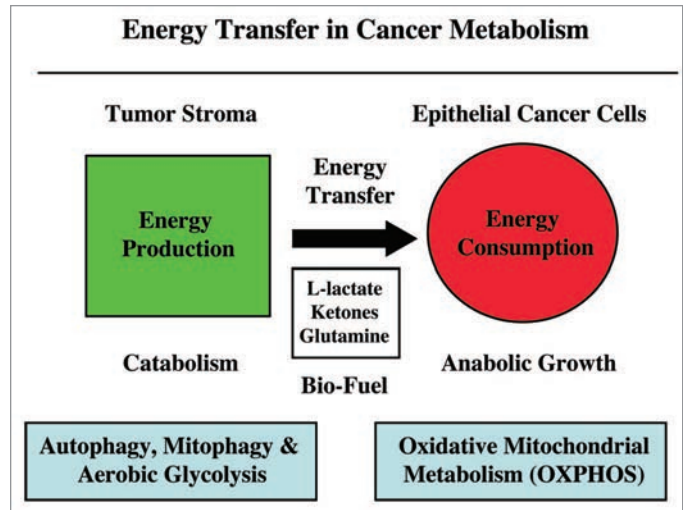 Energy Transfer in Cancer Metabolism
Tumor Stroma
Epithelial Cancer Cells
Energy
Production
Energy
Transfer
Energy
Consumption
L-lactate
Ketones
Glutamine
Catabolism
Bio-Fuel
Anabolic Growth
Autophagy, Mitophagy &
Aerobic Glycolysis
Oxidative Mitochondrial
Metabolism (OXPHOS)